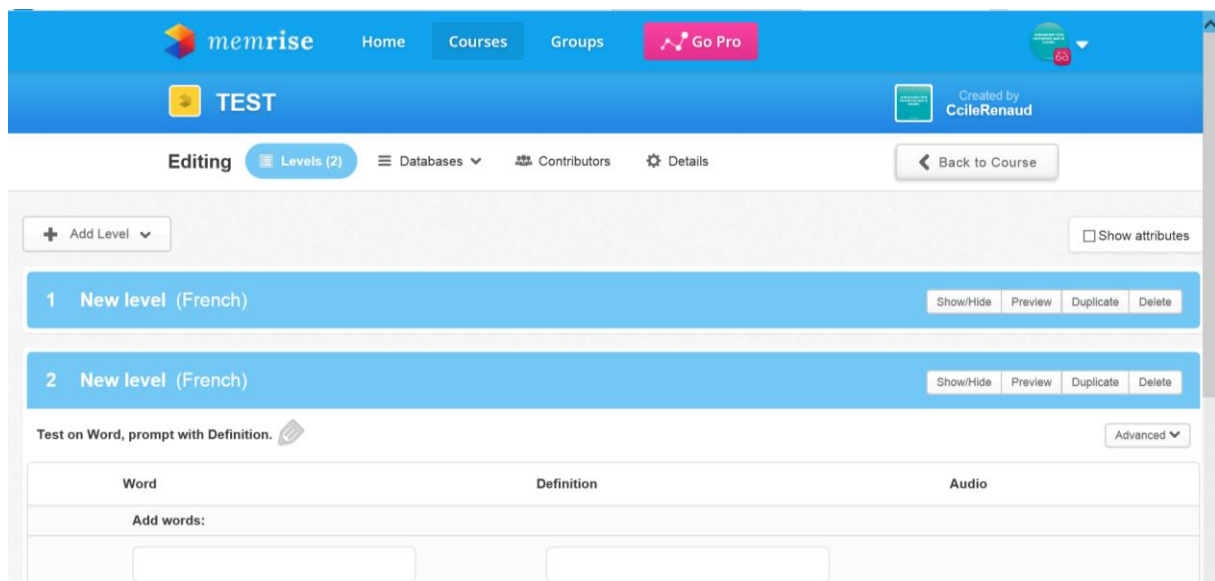 memrise Home Courses Groups Go Pro
TEST Created by
CcileRenaud
Editing Levels (2) Databases Contributors Details Back to Course
Add Level Show attributes
1 New level (French) Show/Hide Preview Duplicate Delete
2 New level (French) Show/Hide Preview Duplicate Delete
Test on Word, prompt with Definition. Advanced
Word Definition Audio
Add words: